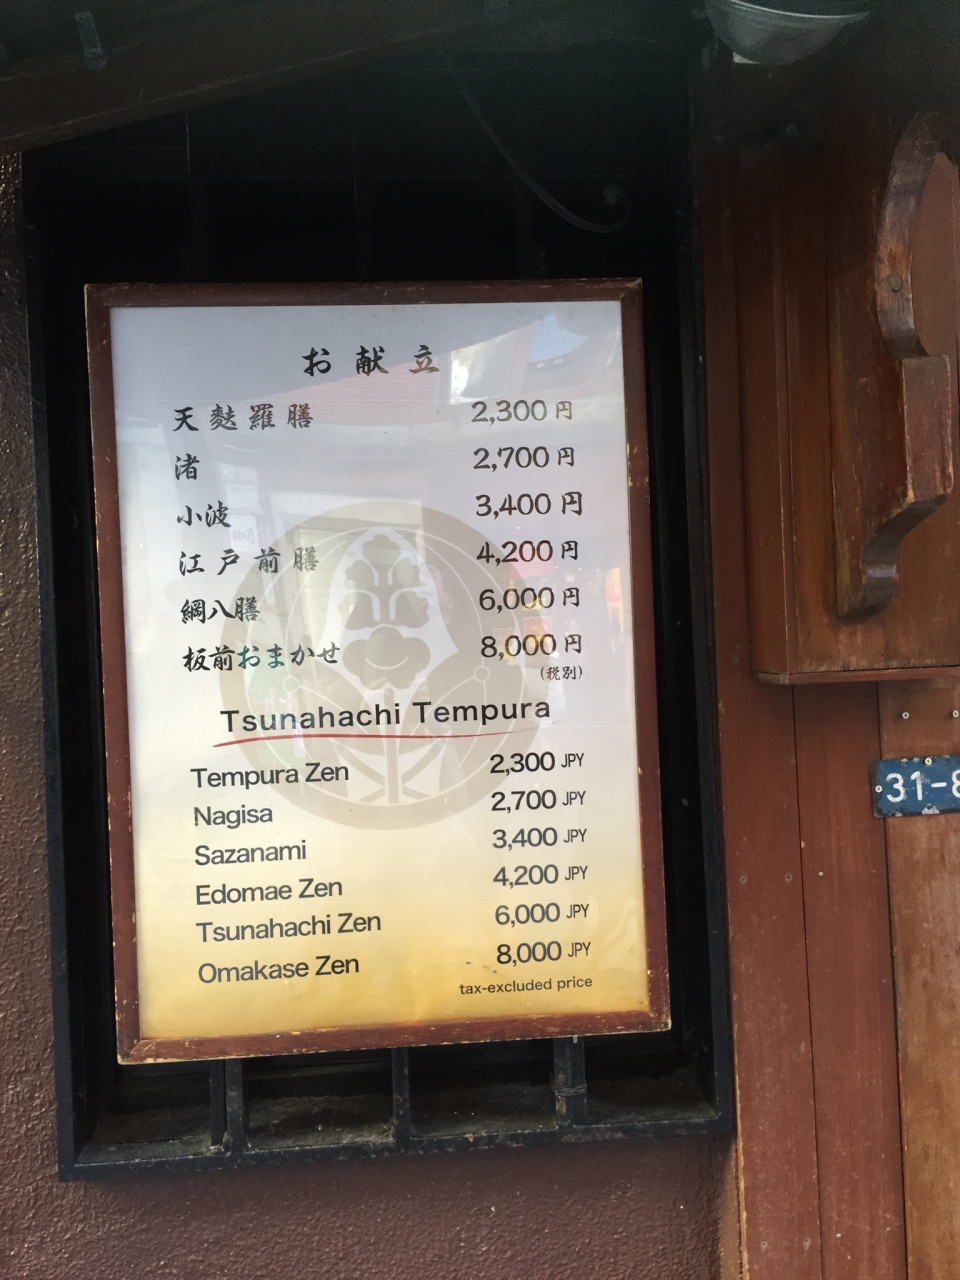 お献立
天麩羅膳 2,300円
渚 2,700円
小波 3,400円
江戸前膳 4,200円
綱八膳 6,000円
板前おまかせ 8,000円
(税別)
Tsunahachi Tempura
Tempura Zen 2,300 JPY
Nagisa 2,700 JPY
Sazanami 3,400 JPY
Edomae Zen 4,200 JPY
Tsunahachi Zen 6,000 JPY
Omakase Zen 8,000 JPY
tax-excluded price
31-8